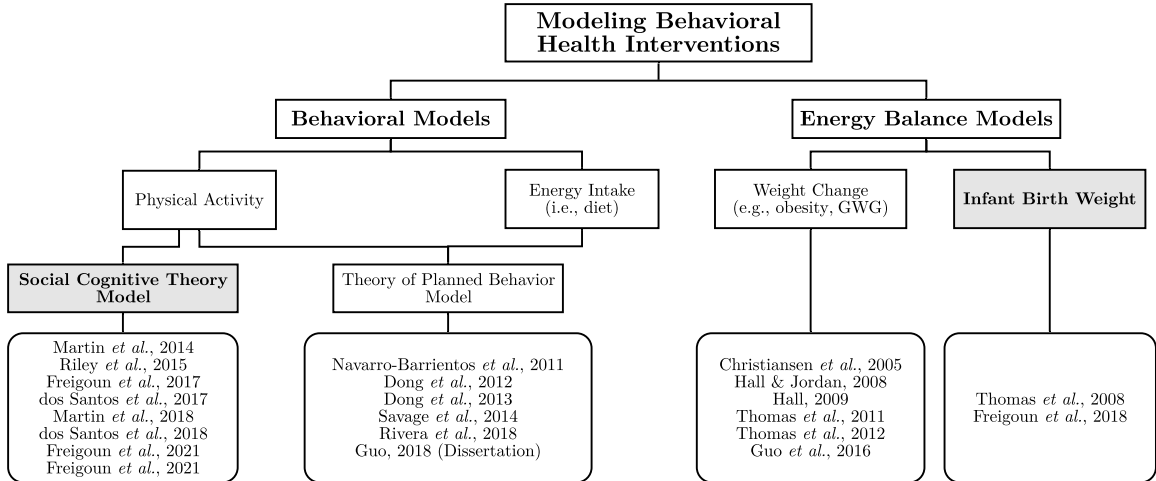 Modeling Behavioral
Health Interventions
Behavioral Models
Energy Balance Models
Physical Activity
Energy Intake
(i.e., diet)
Weight Change
(e.g., obesity, GWG)
Infant Birth Weight
Social Cognitive Theory
Model
Theory of Planned Behavior
Model
Martin et al., 2014
Riley et al., 2015
Freigoun et al., 2017
dos Santos et al., 2017
Martin et al., 2018
dos Santos et al., 2018
Freigoun et al., 2021
Freigoun et al., 2021
Navarro-Barrientos et al., 2011
Dong et al., 2012
Dong et al., 2013
Savage et al., 2014
Rivera et al., 2018
Guo, 2018 (Dissertation)
Christiansen et al., 2005
Hall & Jordan, 2008
Hall, 2009
Thomas et al., 2011
Thomas et al., 2012
Guo et al., 2016
Thomas et al., 2008
Freigoun et al., 2018